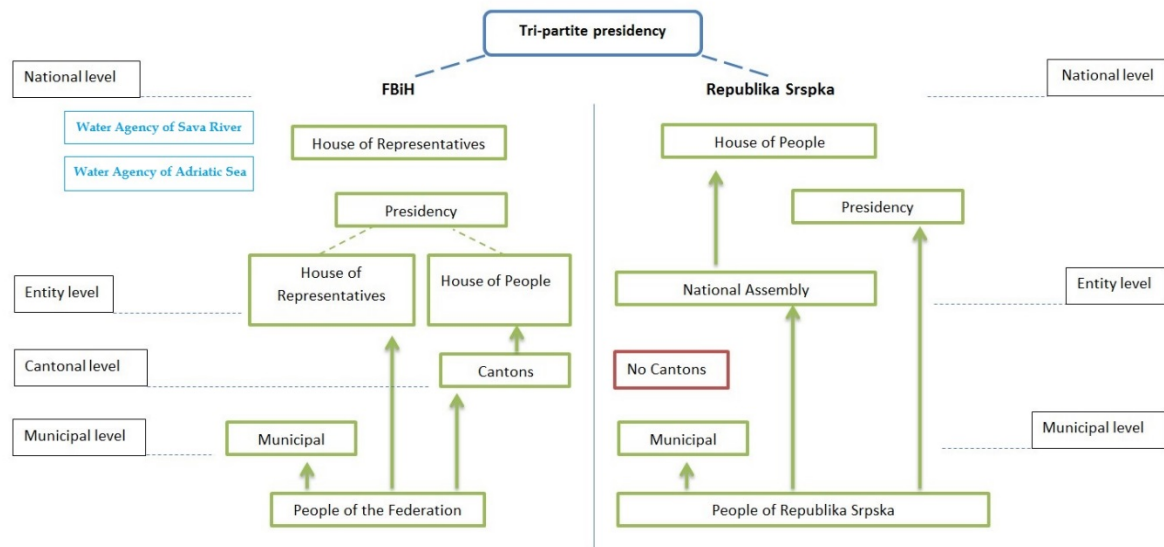 Tri-partite presidency
National level
FBiH
Republika Srspka
National level
Water Agency of Sava River
House of Representatives
House of People
Water Agency of Adriatic Sea
Presidency
Presidency
House of
Representatives
House of People
Entity level
National Assembly
Entity level
Cantonal level
Cantons
No Cantons
Municipal level
Municipal
Municipal
Municipal level
People of the Federation
People of Republika Srpska